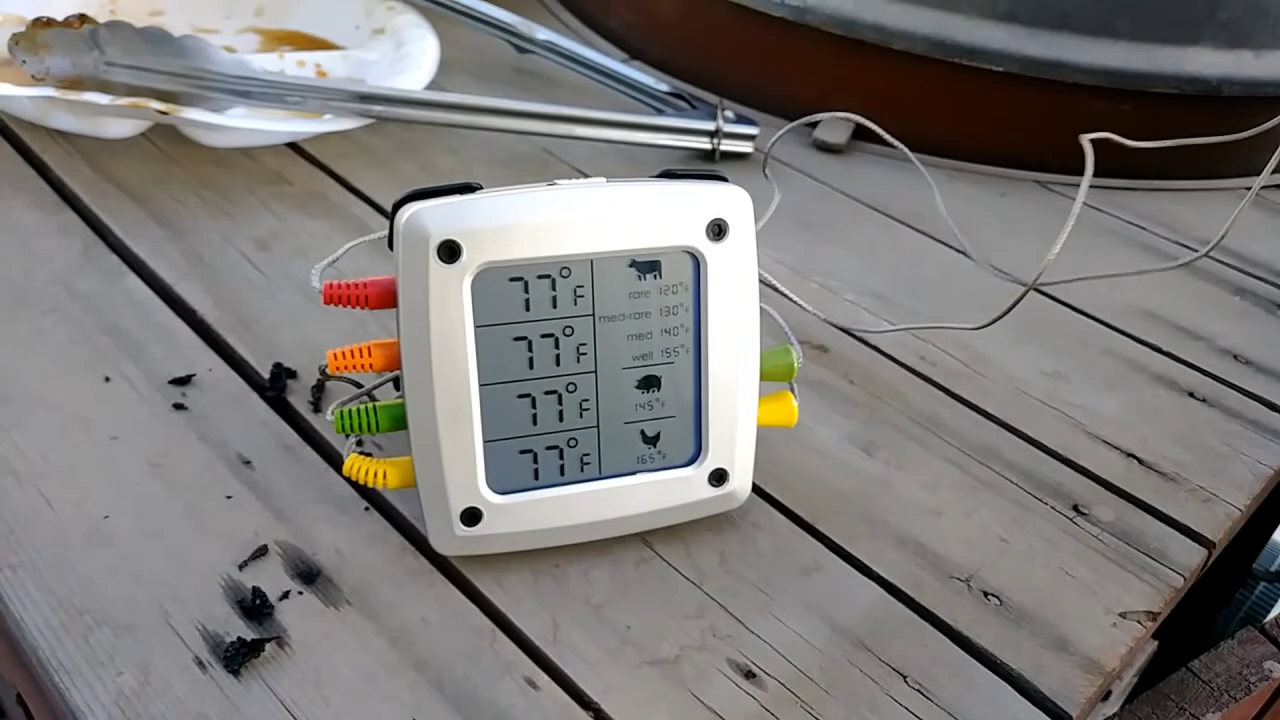 77°F
77°F
77°F
77°F
rare 120°F
med-rare 130°F
med 140°F
well 155°F
145°F
165°F